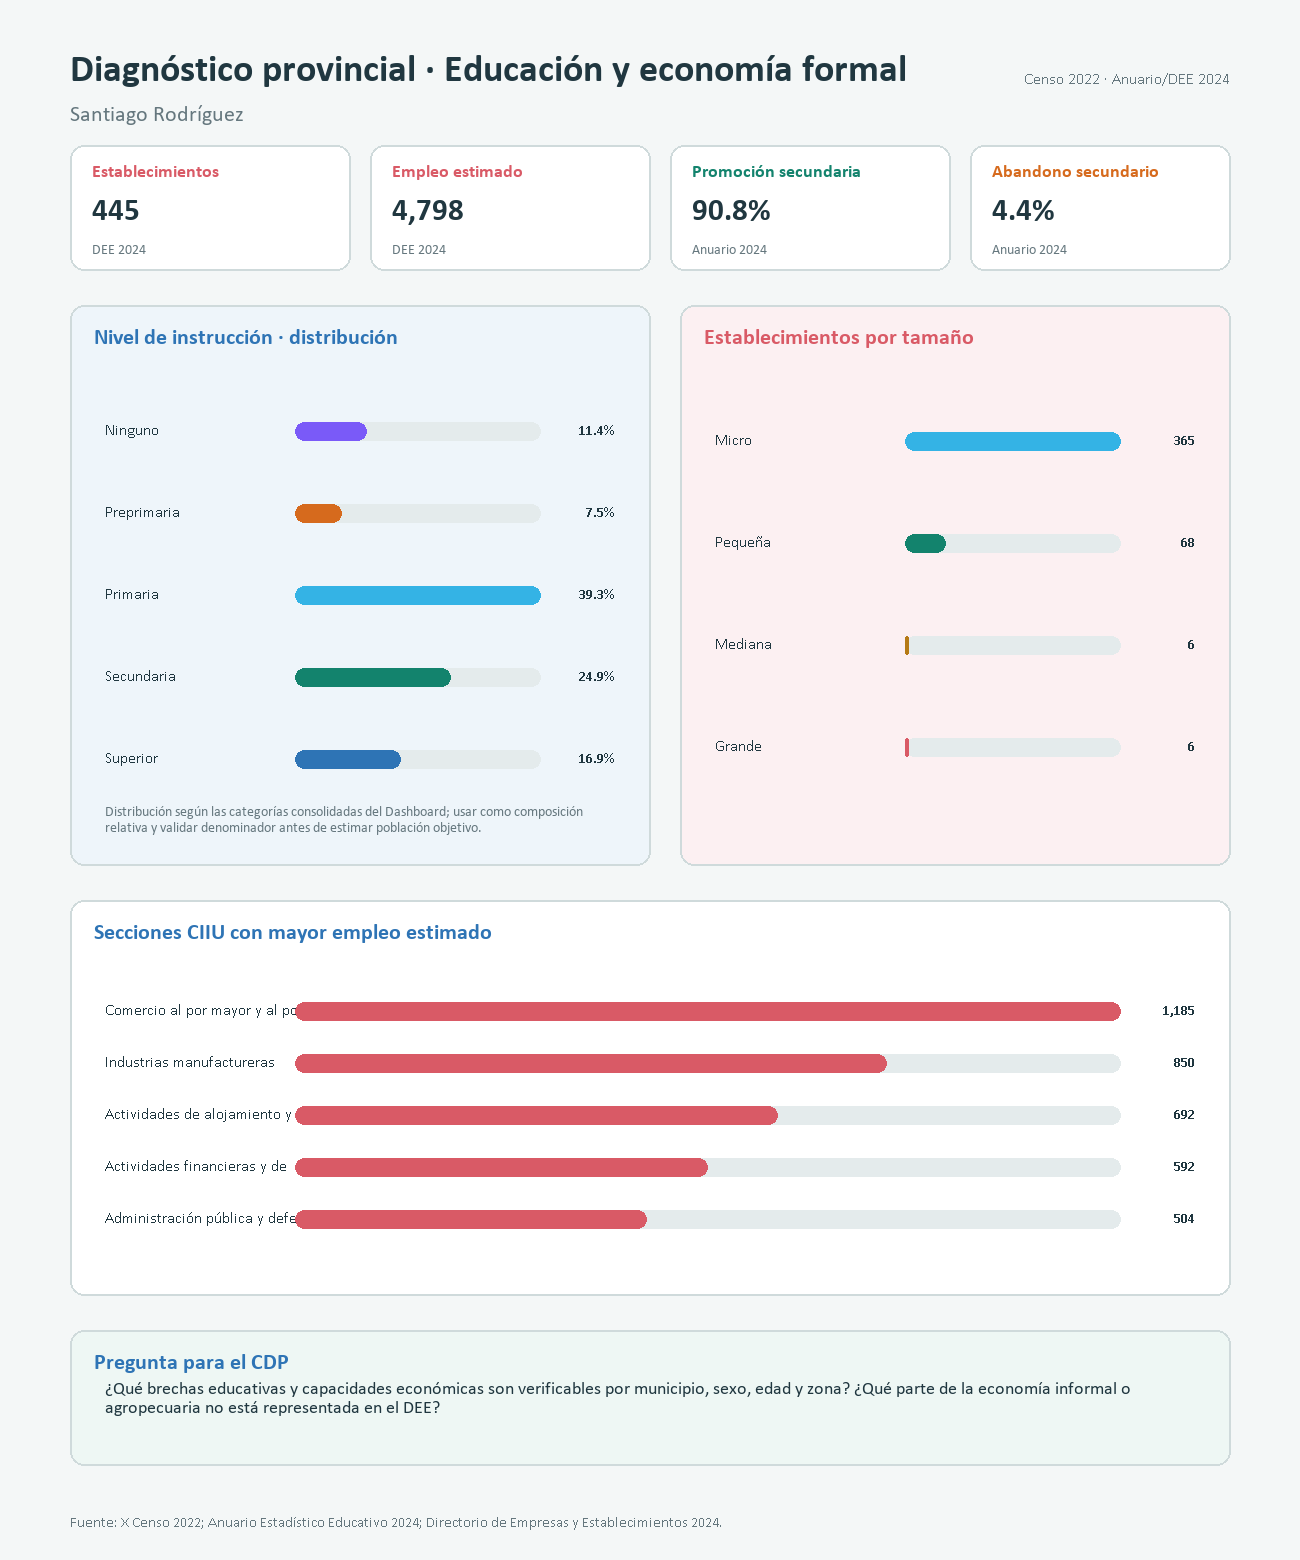 Diagnóstico provincial · Educación y economía formal
Censo 2022 · Anuario/DEE 2024
Santiago Rodríguez
Establecimientos
445
DEE 2024
Empleo estimado
4,798
DEE 2024
Promoción secundaria
90.8%
Anuario 2024
Abandono secundario
4.4%
Anuario 2024
Nivel de instrucción · distribución
Ninguno 11.4%
Preprimaria 7.5%
Primaria 39.3%
Secundaria 24.9%
Superior 16.9%
Distribución según las categorías consolidadas del Dashboard; usar como composición
relativa y validar denominador antes de estimar población objetivo.
Establecimientos por tamaño
Micro 365
Pequeña 68
Mediana 6
Grande 6
Secciones CIIU con mayor empleo estimado
Comercio al por mayor y al po 1,185
Industrias manufactureras 850
Actividades de alojamiento y 692
Actividades financieras y de 592
Administración pública y defe 504
Pregunta para el CDP
¿Qué brechas educativas y capacidades económicas son verificables por municipio, sexo, edad y zona? ¿Qué parte de la economía informal o
agropecuaria no está representada en el DEE?
Fuente: X Censo 2022; Anuario Estadístico Educativo 2024; Directorio de Empresas y Establecimientos 2024.